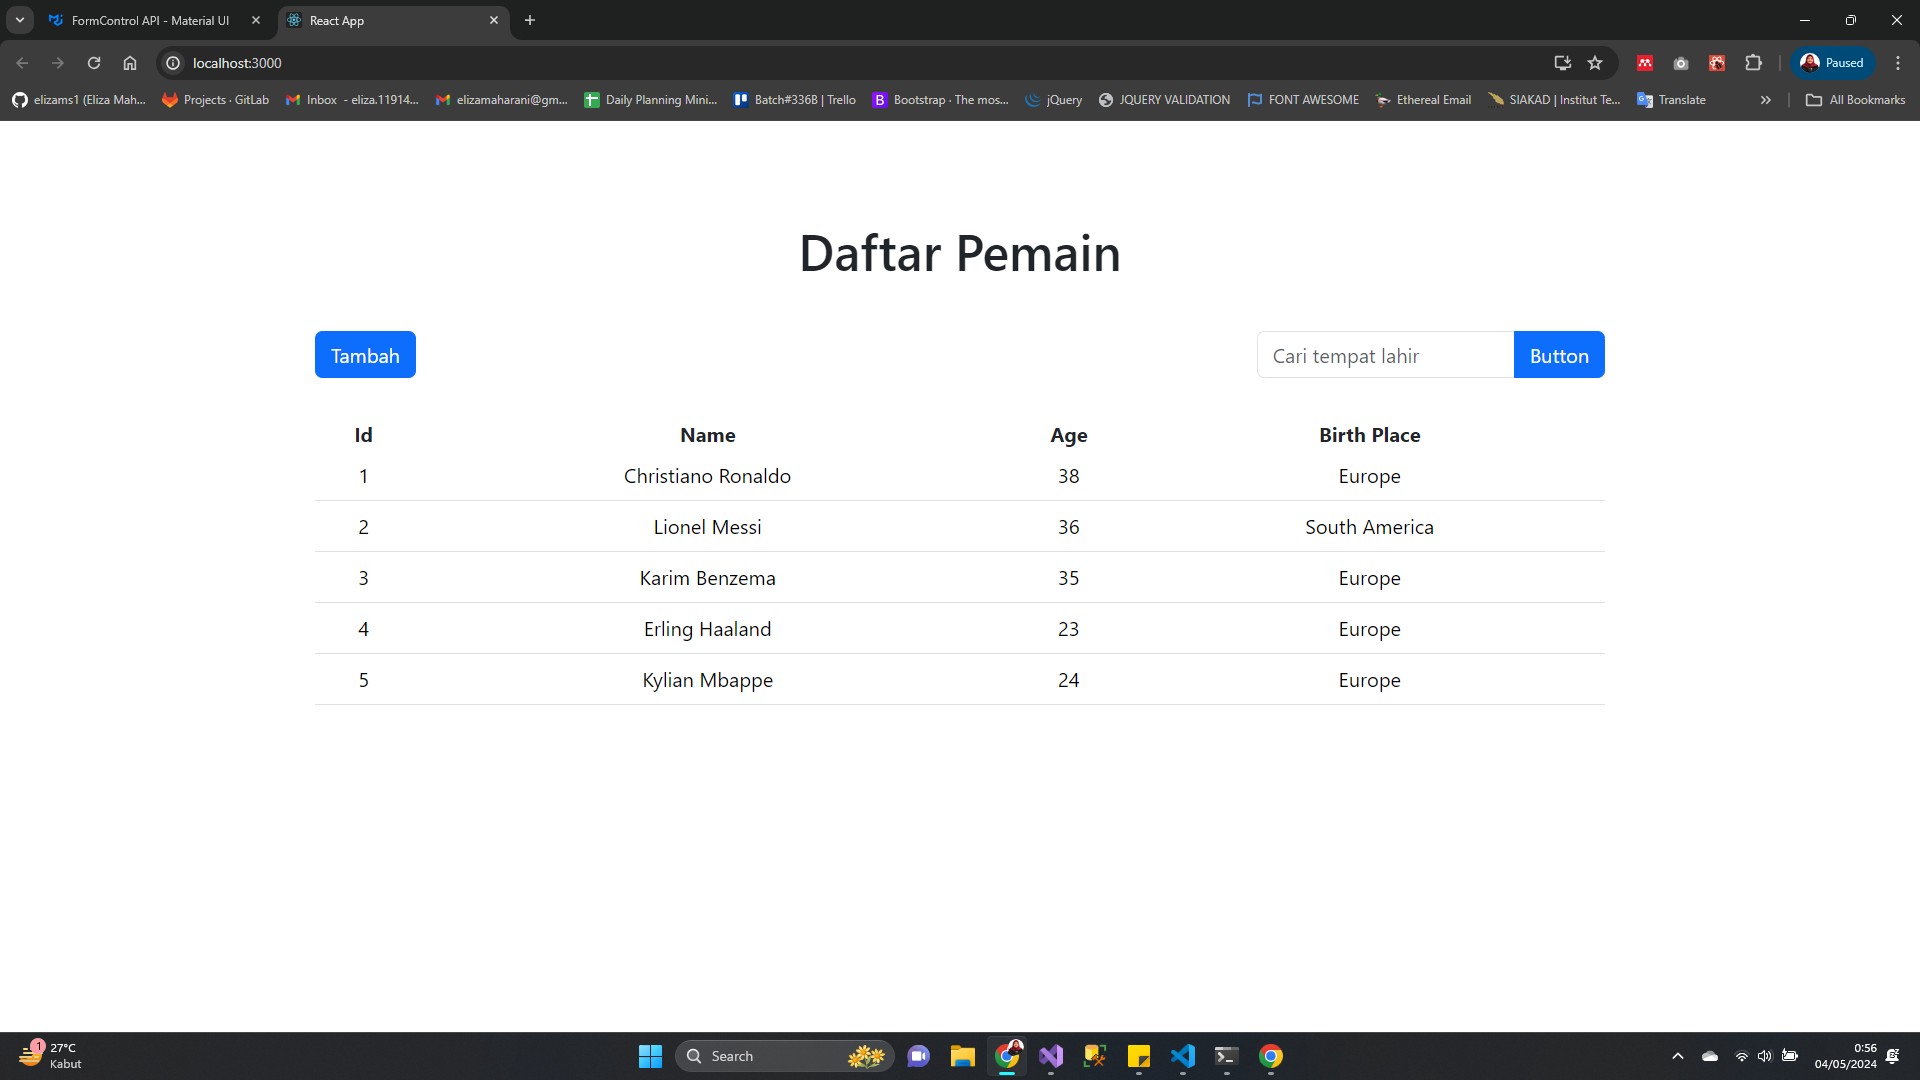 FormControl API - Material UI
React App
localhost:3000
Paused
elizams1 (Eliza Mah...
Projects · GitLab
Inbox - eliza.11914...
elizamaharani@gm...
Daily Planning Mini...
Batch#336B | Trello
B
Bootstrap · The mos...
jQuery
JQUERY VALIDATION
FONT AWESOME
Ethereal Email
SIAKAD | Institut Te...
Translate
All Bookmarks
Daftar Pemain
Tambah
Cari tempat lahir
Button
Id Name Age Birth Place
1 Christiano Ronaldo 38 Europe
2 Lionel Messi 36 South America
3 Karim Benzema 35 Europe
4 Erling Haaland 23 Europe
5 Kylian Mbappe 24 Europe
1
27°C
Kabut
Search
0:56
04/05/2024